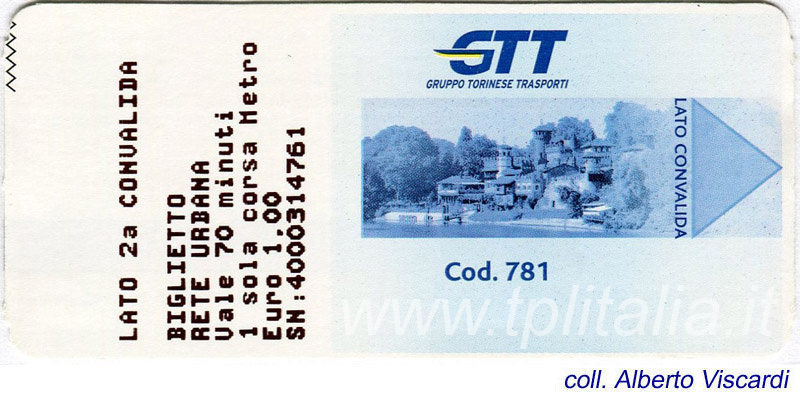 LATO 2a CONVALIDA
BIGLIETTO
RETE URBANA
Vale 70 minuti
1 sola corsa Metro
Euro 1,00
SN:4000314761
GTT
GRUPPO TORINESE TRASPORTI
LATO CONVALIDA
Cod. 781
www.tplitalia.it
coll. Alberto Viscardi